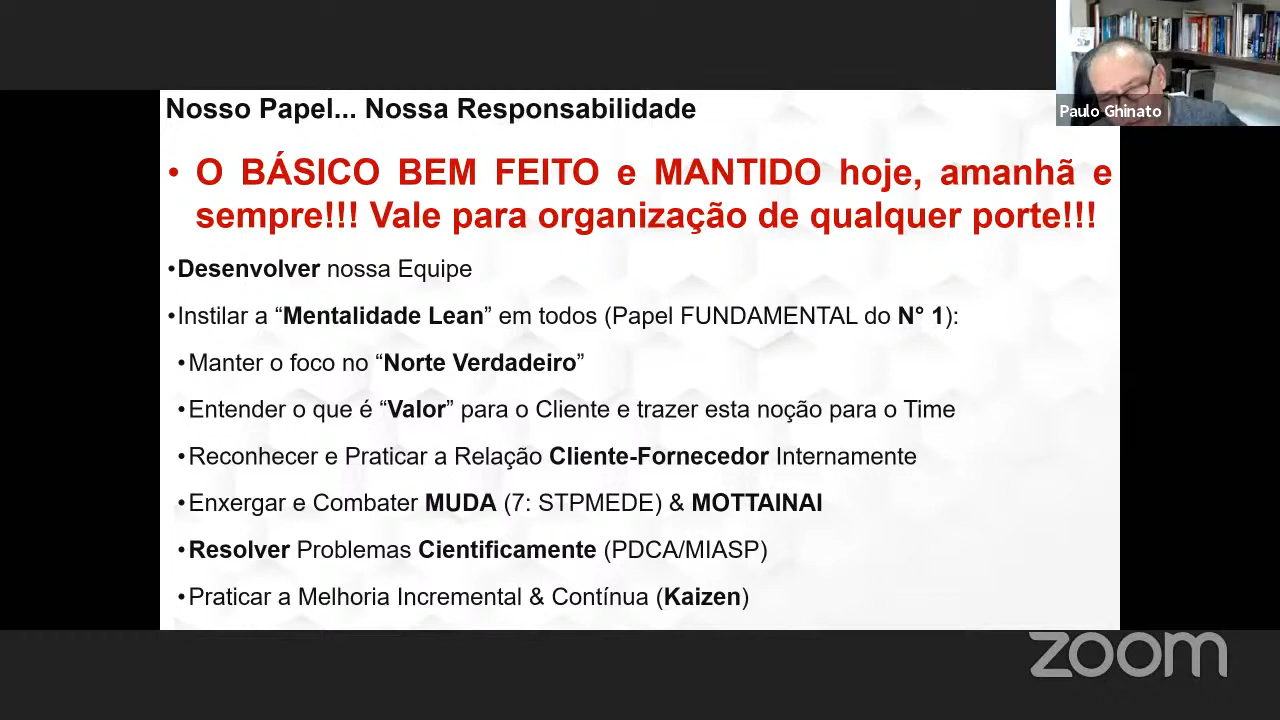 Nosso Papel... Nossa Responsabilidade
Paulo Ghinato
• O BÁSICO BEM FEITO e MANTIDO hoje, amanhã e
sempre!!! Vale para organização de qualquer porte!!!
•Desenvolver nossa Equipe
•Instilar a “Mentalidade Lean” em todos (Papel FUNDAMENTAL do N° 1):
•Manter o foco no “Norte Verdadeiro”
•Entender o que é “Valor” para o Cliente e trazer esta noção para o Time
•Reconhecer e Praticar a Relação Cliente-Fornecedor Internamente
•Enxergar e Combater MUDA (7: STPMEDE) & MOTTAINAI
•Resolver Problemas Cientificamente (PDCA/MIASP)
•Praticar a Melhoria Incremental & Contínua (Kaizen)
zoom